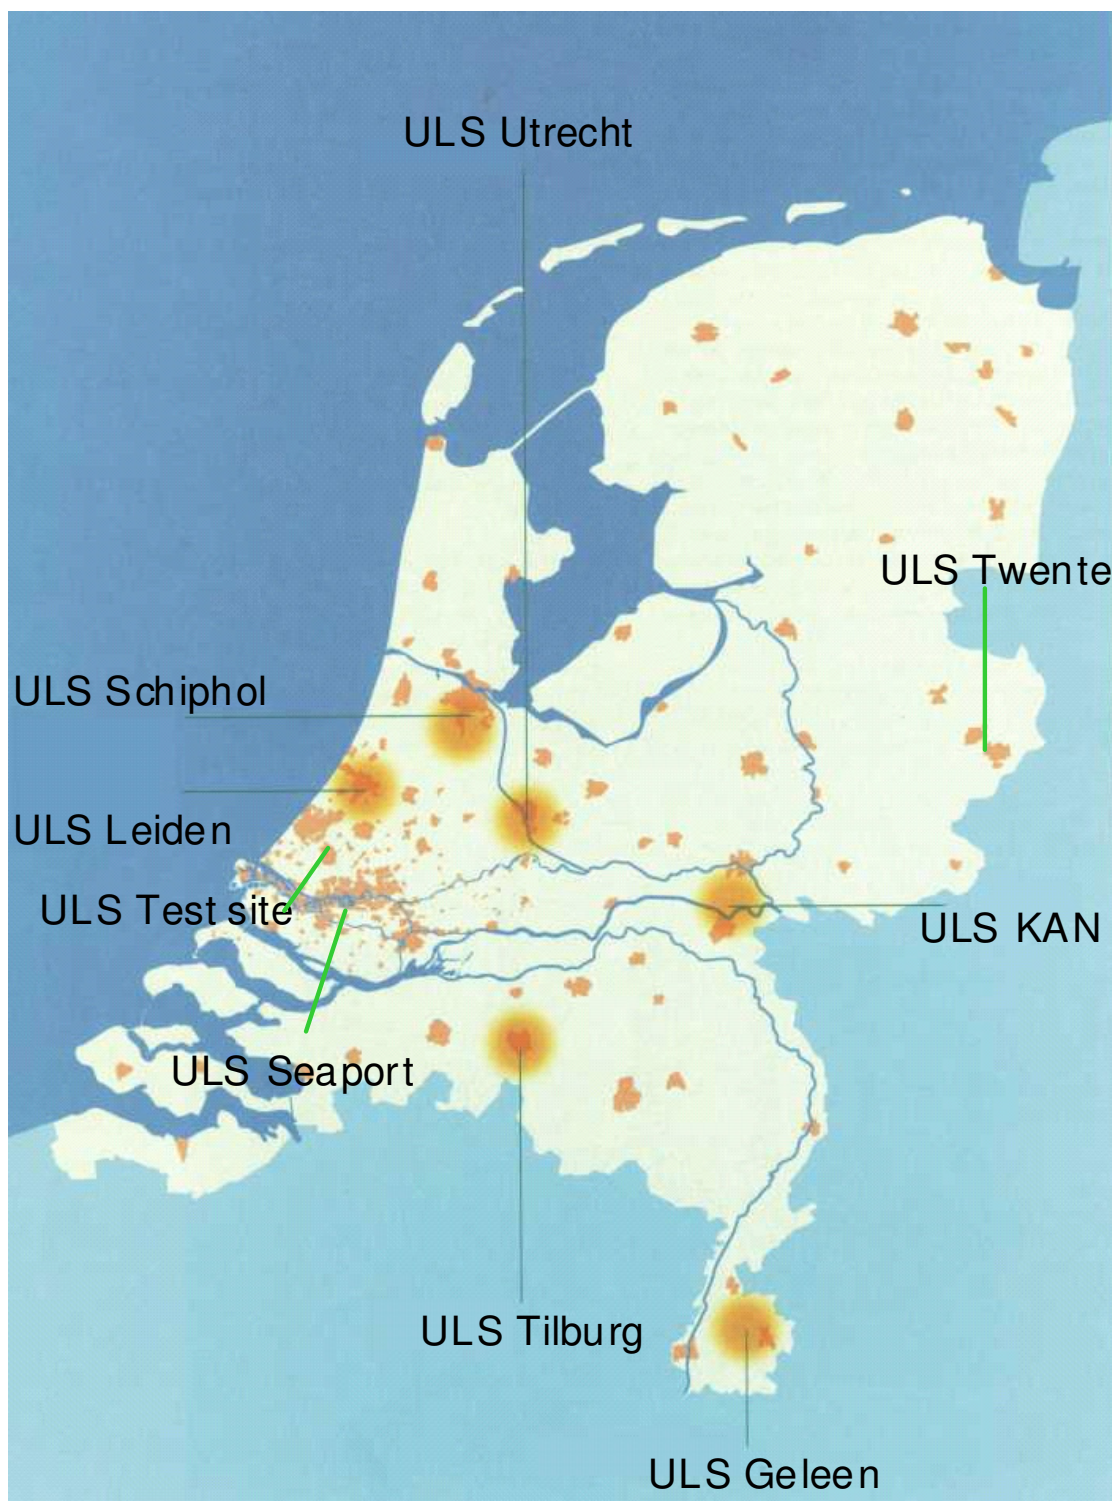 ULS Utrecht
ULS Twente
ULS Schiphol
ULS Leiden
ULS Test site
ULS KAN
ULS Seaport
ULS Tilburg
ULS Geleen